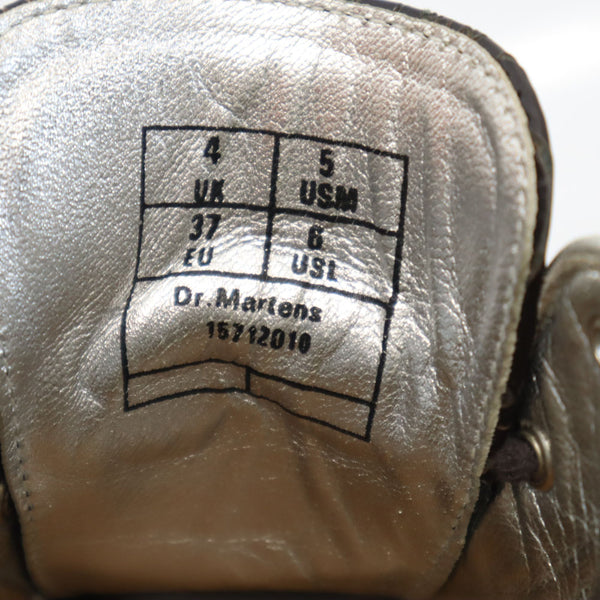 4 5
UK USM
37 6
EU USL
Dr. Martens
15712010